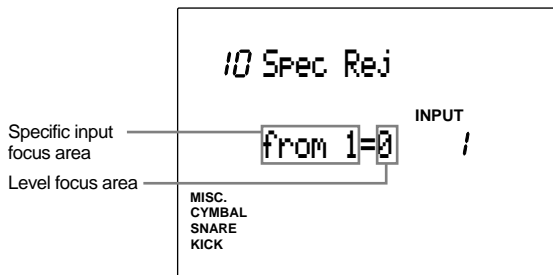 10 Spec Rej
INPUT
from 1=0 1
Specific input
focus area
Level focus area
MISC.
CYMBAL
SNARE
KICK